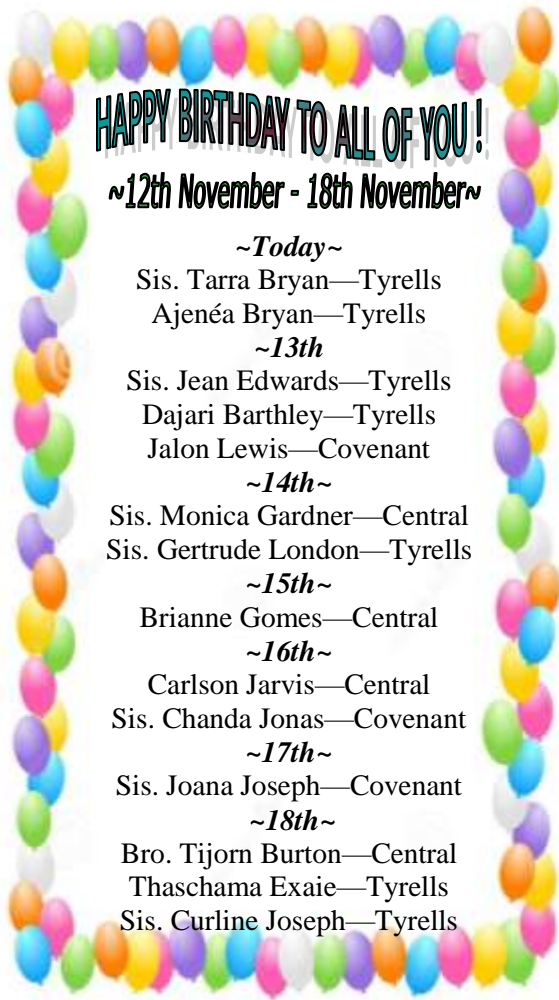 HAPPY BIRTHDAY TO ALL OF YOU !
~12th November - 18th November~
~Today~
Sis. Tarra Bryan—Tyrells
Ajenéa Bryan—Tyrells
~13th
Sis. Jean Edwards—Tyrells
Dajari Barthley—Tyrells
Jalon Lewis—Covenant
~14th~
Sis. Monica Gardner—Central
Sis. Gertrude London—Tyrells
~15th~
Brianne Gomes—Central
~16th~
Carlson Jarvis—Central
Sis. Chanda Jonas—Covenant
~17th~
Sis. Joana Joseph—Covenant
~18th~
Bro. Tijorn Burton—Central
Thaschama Exaie—Tyrells
Sis. Curline Joseph—Tyrells